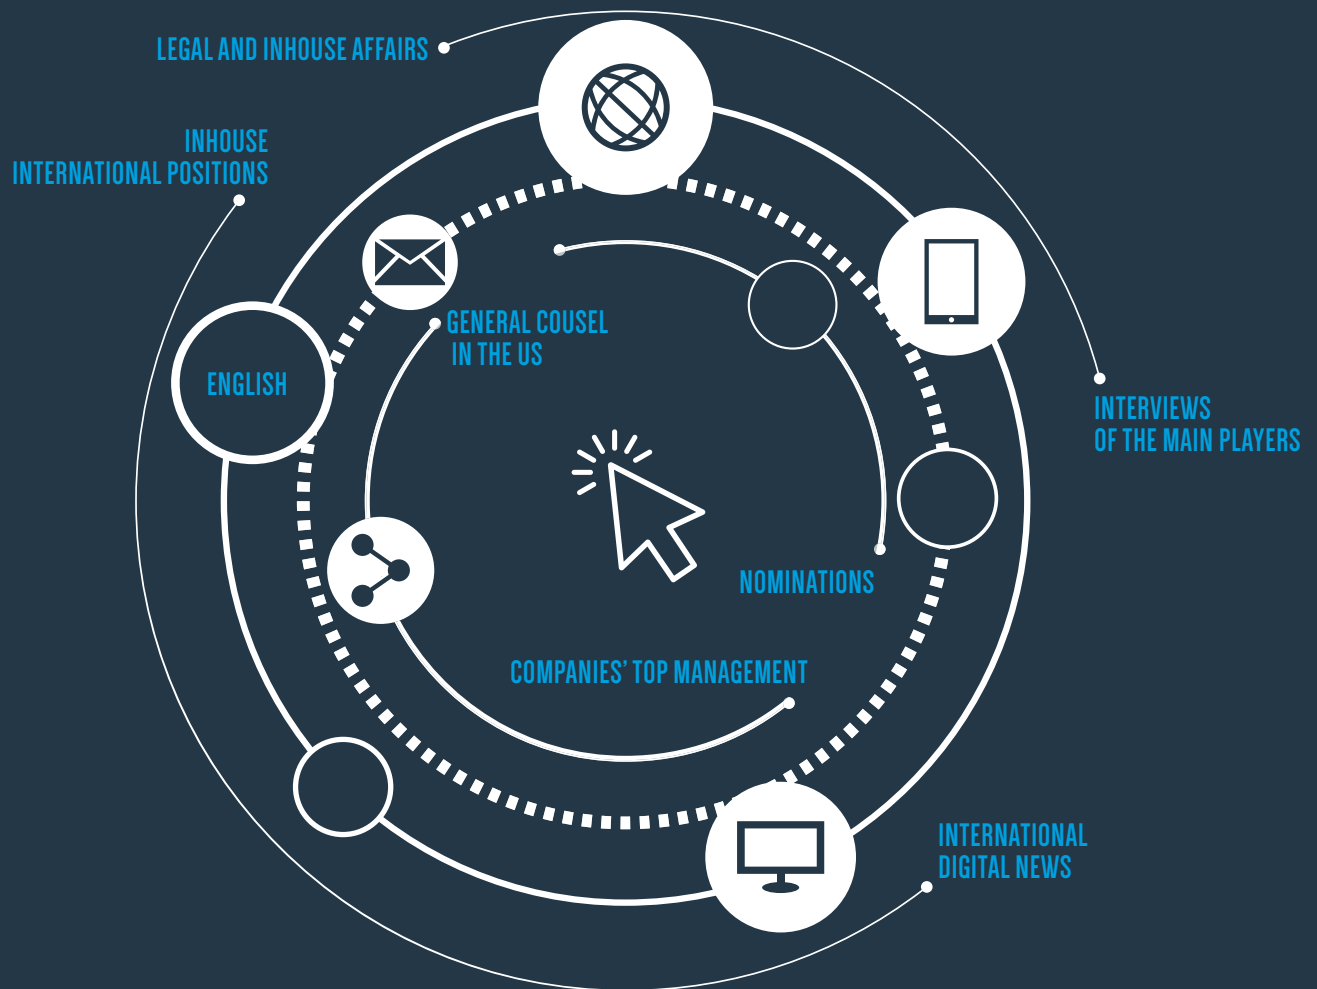 LEGAL AND INHOUSE AFFAIRS
INHOUSE
INTERNATIONAL POSITIONS
GENERAL COUSEL
IN THE US
ENGLISH
INTERVIEWS
OF THE MAIN PLAYERS
NOMINATIONS
COMPANIES’ TOP MANAGEMENT
INTERNATIONAL
DIGITAL NEWS